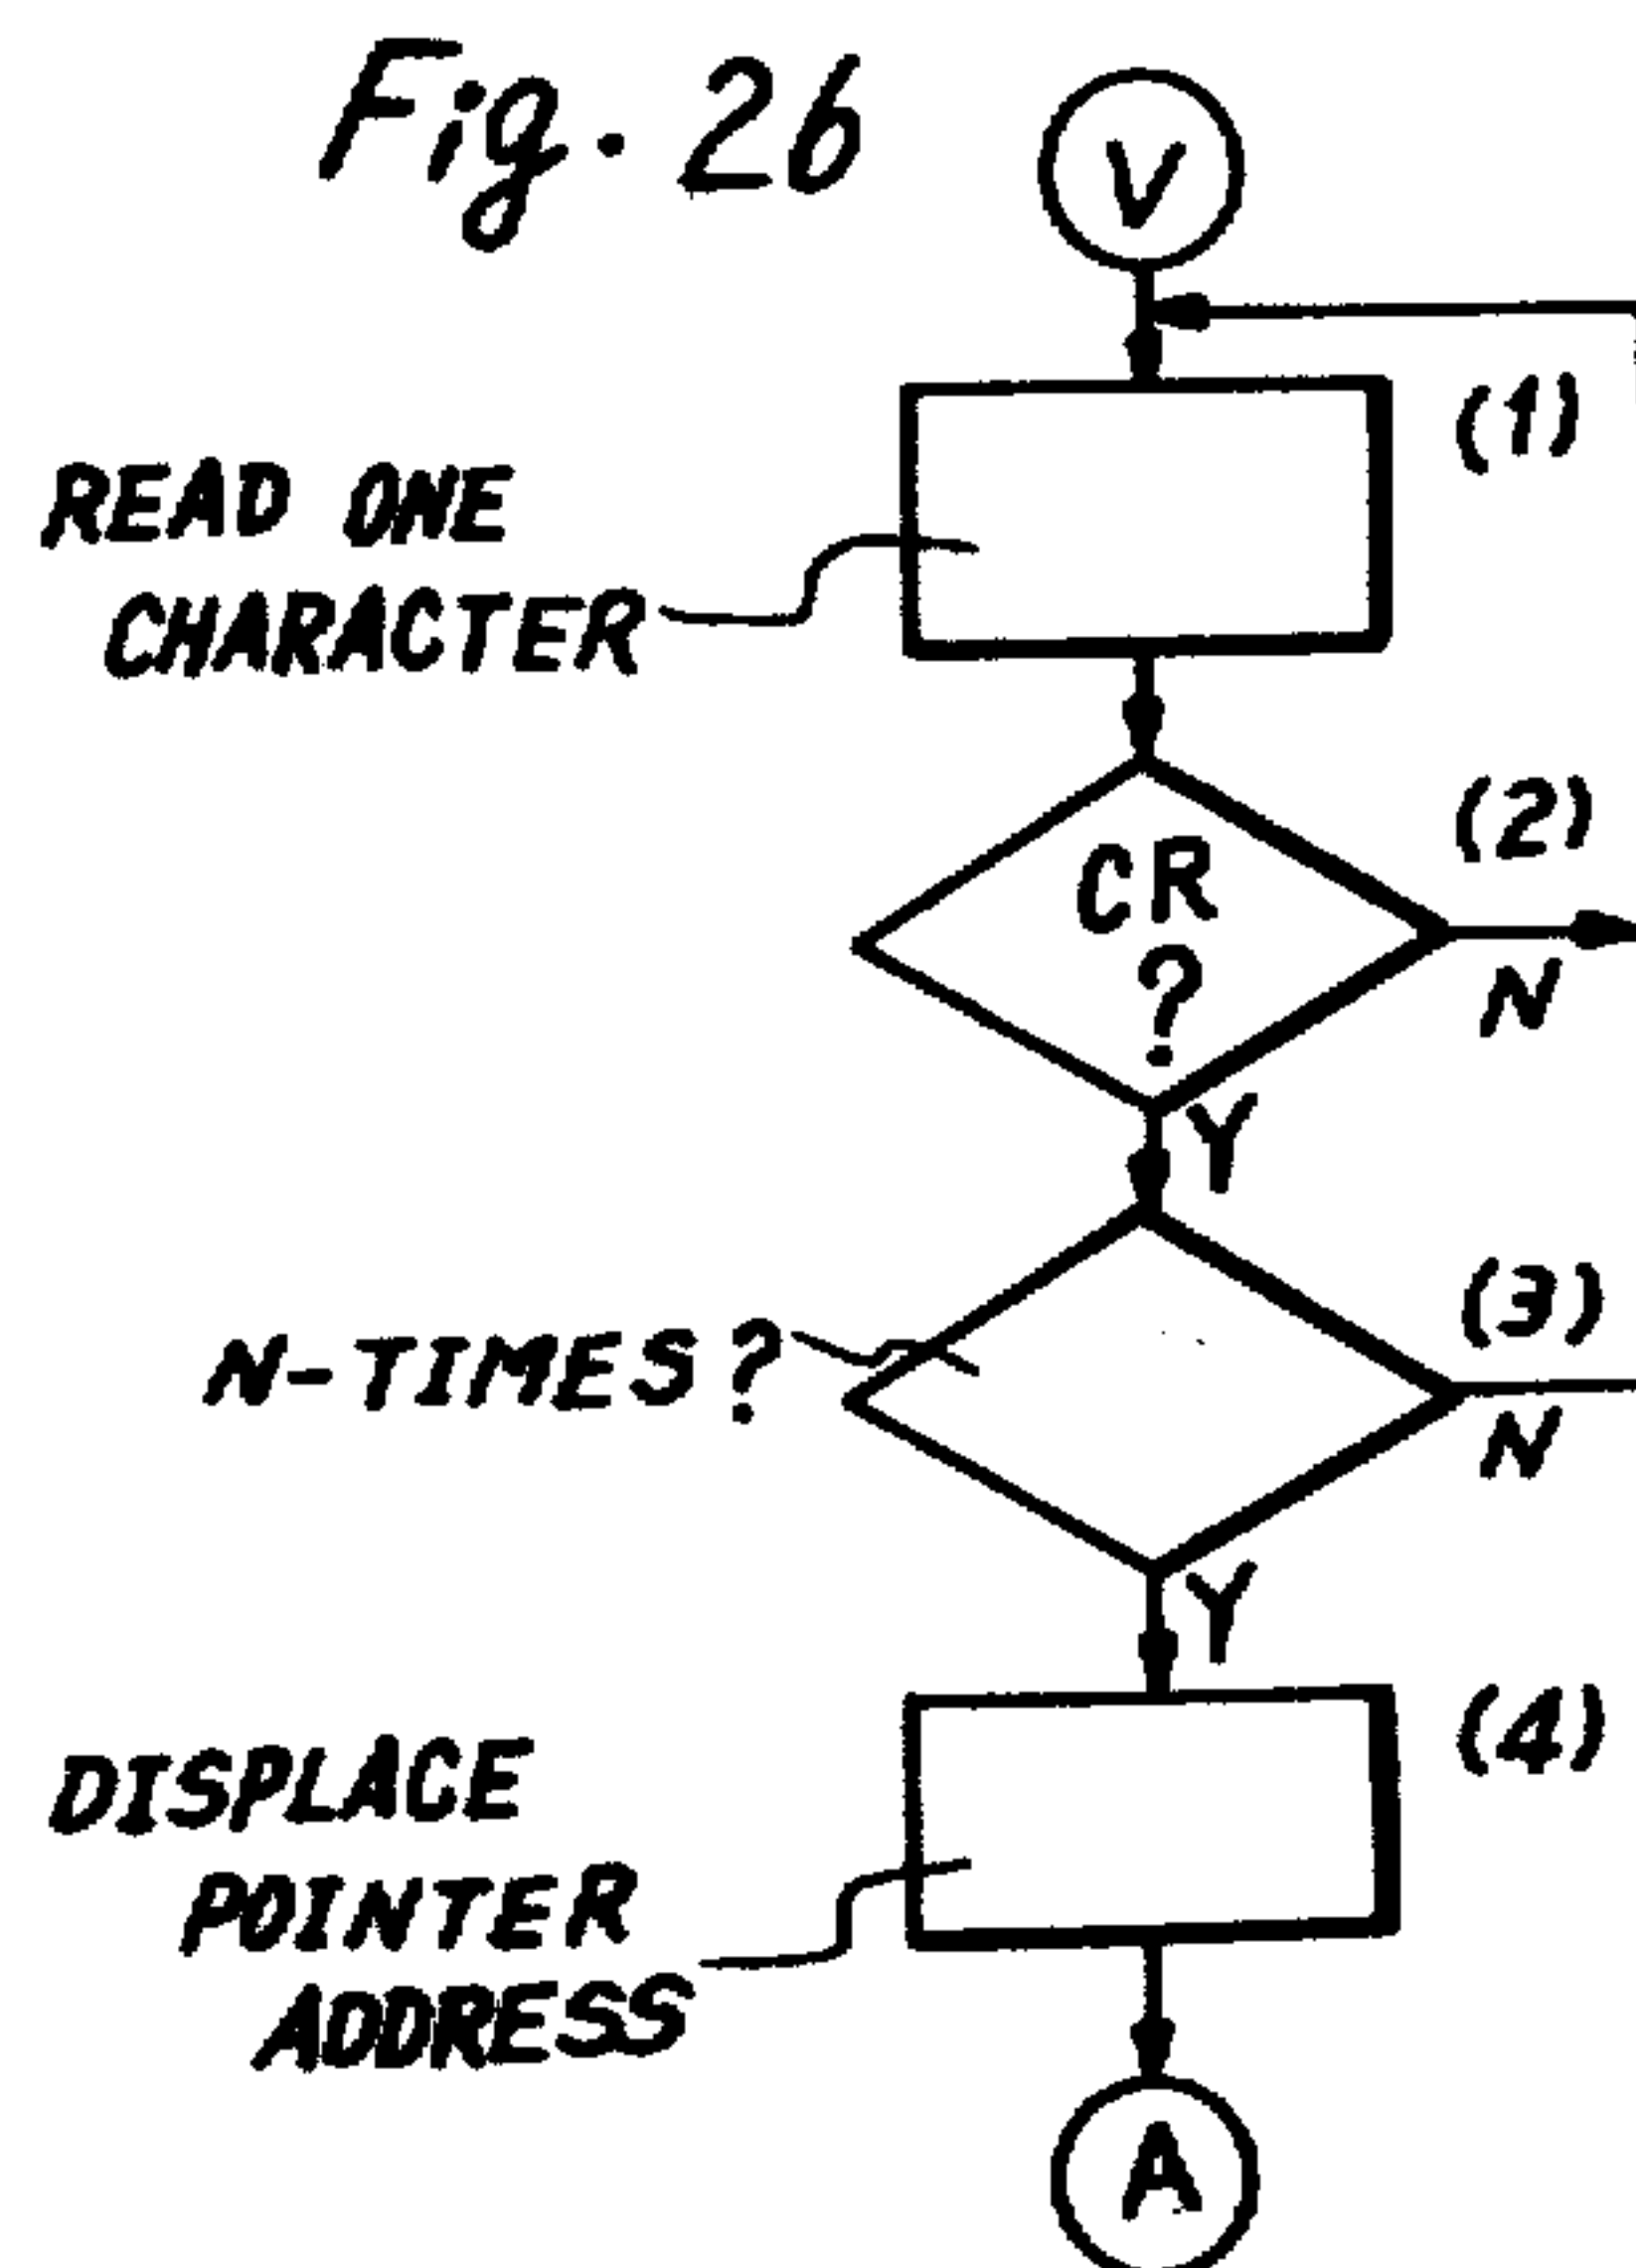 Fig. 26
V
(1)
READ ONE
CHARACTER
(2)
CR
?
N
Y
(3)
N-TIMES?
N
Y
(4)
DISPLACE
POINTER
ADDRESS
A